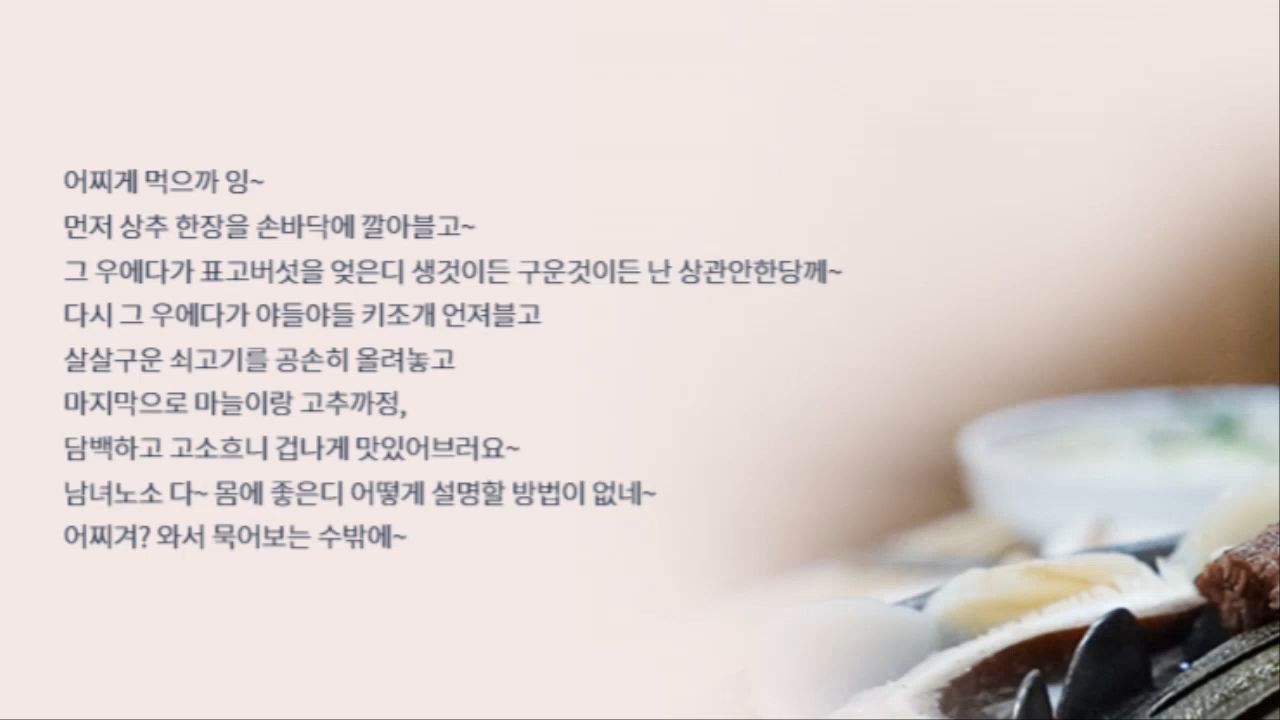 어찌게 먹으까 잉~
먼저 상추 한장을 손바닥에 깔아블고~
그 우에다가 표고버섯을 엊은디 생것이든 구운것이든 난 상관안한당께~
다시 그 우에다가 야들야들 키조개 언져블고
살살구운 쇠고기를 공손히 올려놓고
마지막으로 마늘이랑 고추까정,
담백하고 고소흐니 겁나게 맛있어브러요~
남녀노소 다~ 몸에 좋은디 어떻게 설명할 방법이 없네~
어찌겨? 와서 묵어보는 수밖에~